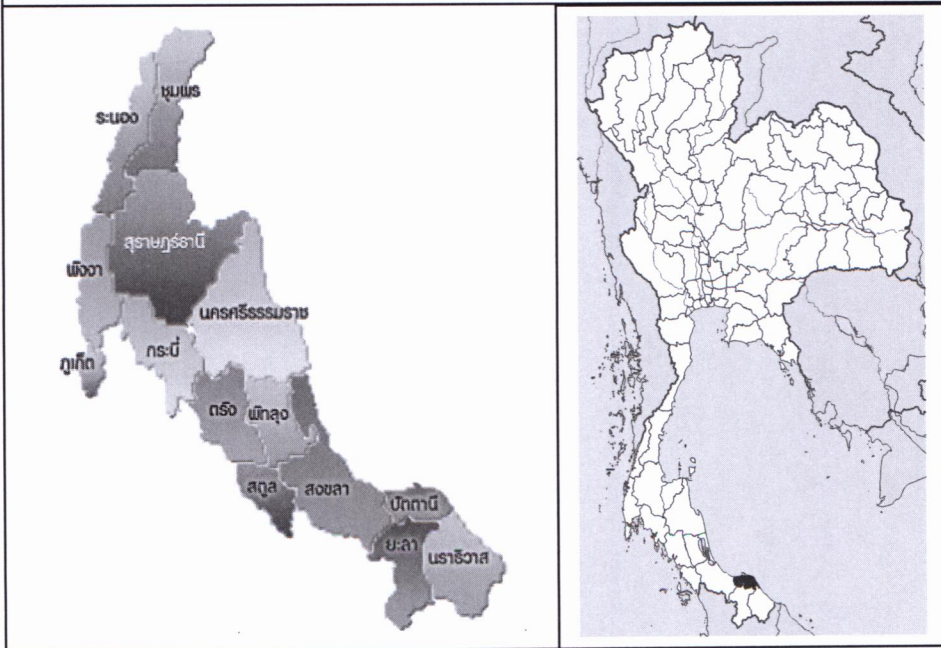 ชุมพร
ระนอง
สุราษฎร์ธานี
พังงา
นครศรีธรรมราช
กระบี่
ภูเก็ต
ตรัง
พัทลุง
สตูล
สงขลา
ปัตตานี
ยะลา
นราธิวาส